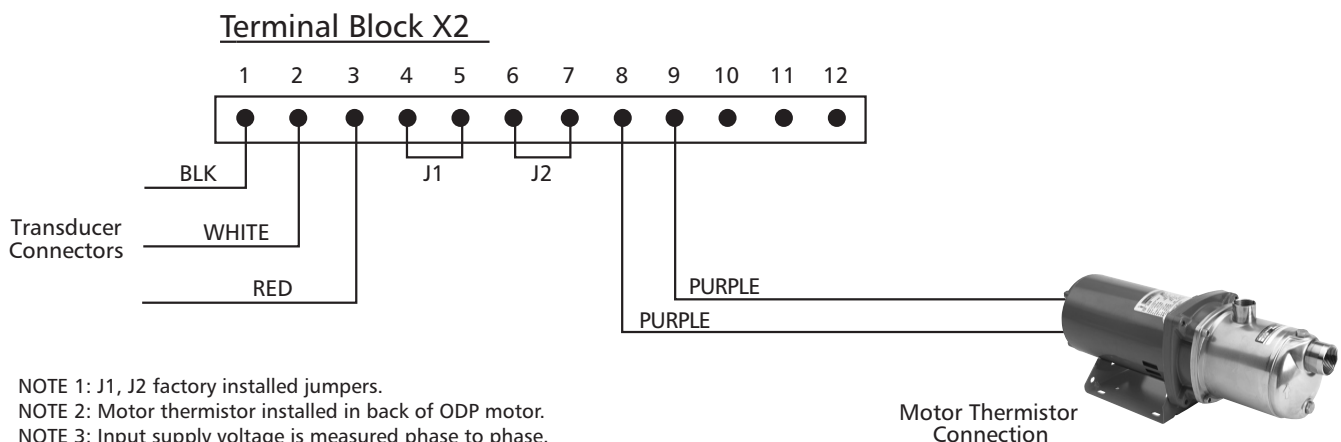 Terminal Block X2
1 2 3 4 5 6 7 8 9 10 11 12
J1 J2
BLK
Transducer
Connectors
WHITE
RED
PURPLE
PURPLE
NOTE 1: J1, J2 factory installed jumpers.
NOTE 2: Motor thermistor installed in back of ODP motor.
NOTE 3: Input supply voltage is measured phase to phase.
Motor Thermistor
Connection